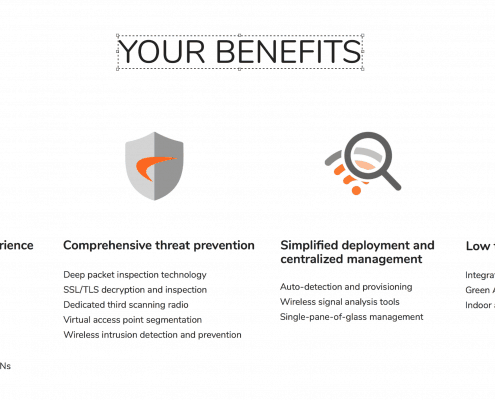 YOUR BENEFITS
rience
Comprehensive threat prevention
Deep packet inspection technology
SSL/TLS decryption and inspection
Dedicated third scanning radio
Virtual access point segmentation
Wireless intrusion detection and prevention
Simplified deployment and
centralized management
Auto-detection and provisioning
Wireless signal analysis tools
Single-pane-of-glass management
Low
Integra
Green A
Indoor
Ns